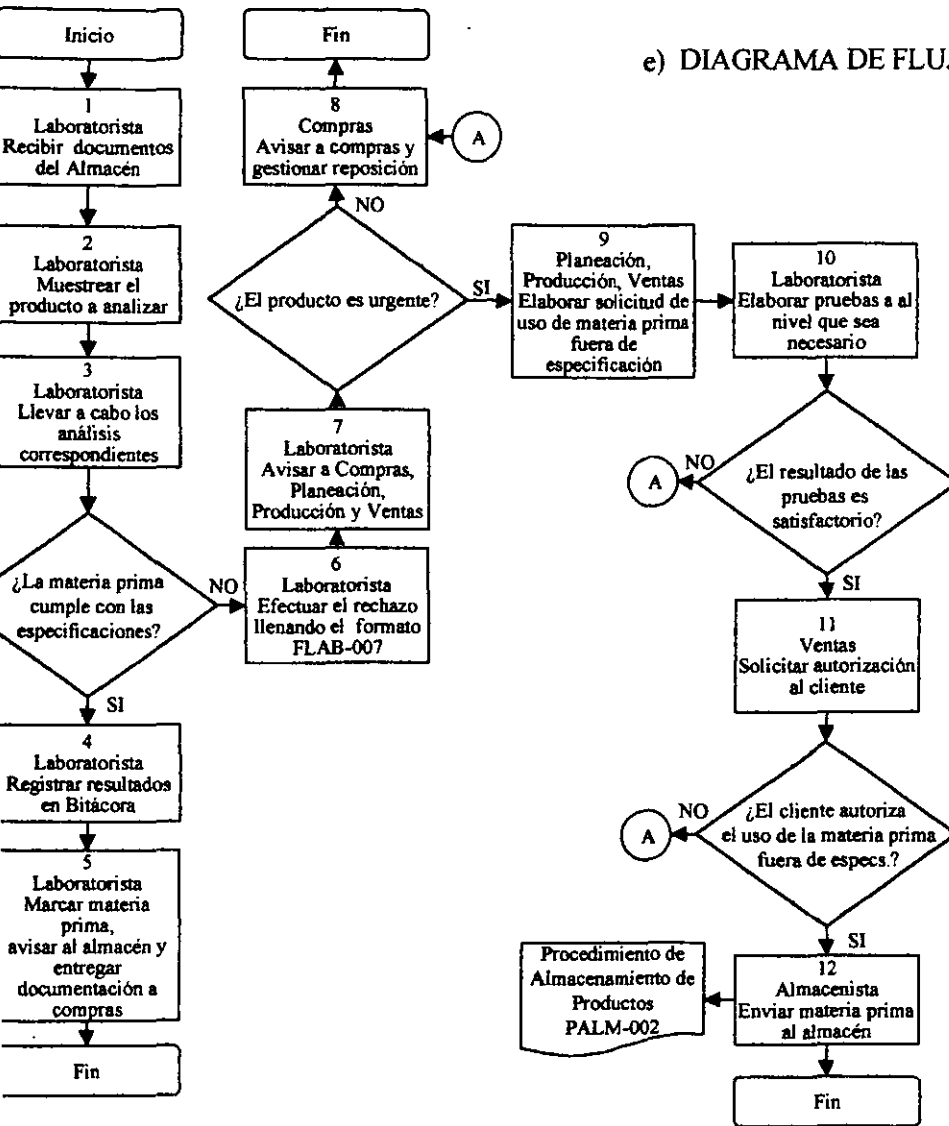 e) DIAGRAMA DE FLU
Inicio
1
Laboratorista
Recibir documentos
del Almacén
2
Laboratorista
Muestrear el
producto a analizar
3
Laboratorista
Llevar a cabo los
análisis
correspondientes
¿La materia prima
cumple con las
especificaciones?
NO
SI
4
Laboratorista
Registrar resultados
en Bitácora
5
Laboratorista
Marcar materia
prima,
avisar al almacén y
entregar
documentación a
compras
Fin
Fin
8
Compras
Avisar a compras y
gestionar reposición
A
NO
¿El producto es urgente?
SI
7
Laboratorista
Avisar a Compras,
Planeación,
Producción y Ventas
6
Laboratorista
Efectuar el rechazo
llenando el formato
FLAB-007
9
Planeación,
Producción, Ventas
Elaborar solicitud de
uso de materia prima
fuera de
especificación
10
Laboratorista
Elaborar pruebas a al
nivel que sea
necesario
A
NO
¿El resultado de las
pruebas es
satisfactorio?
SI
11
Ventas
Solicitar autorización
al cliente
A
NO
¿El cliente autoriza
el uso de la materia prima
fuera de especs.?
SI
12
Almacenista
Enviar materia prima
al almacén
Procedimiento de
Almacenamiento de
Productos
PALM-002
Fin